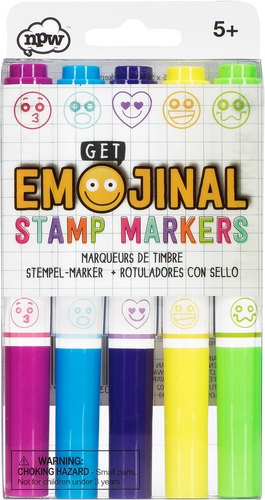 npw
5+
GET
EMOJINAL
STAMP MARKERS
MARQUEURS DE TIMBRE
STEMPEL-MARKER + ROTULADORES CON SELLO
WARNING:
CHOKING HAZARD - Small parts.
Not for children under 3 years